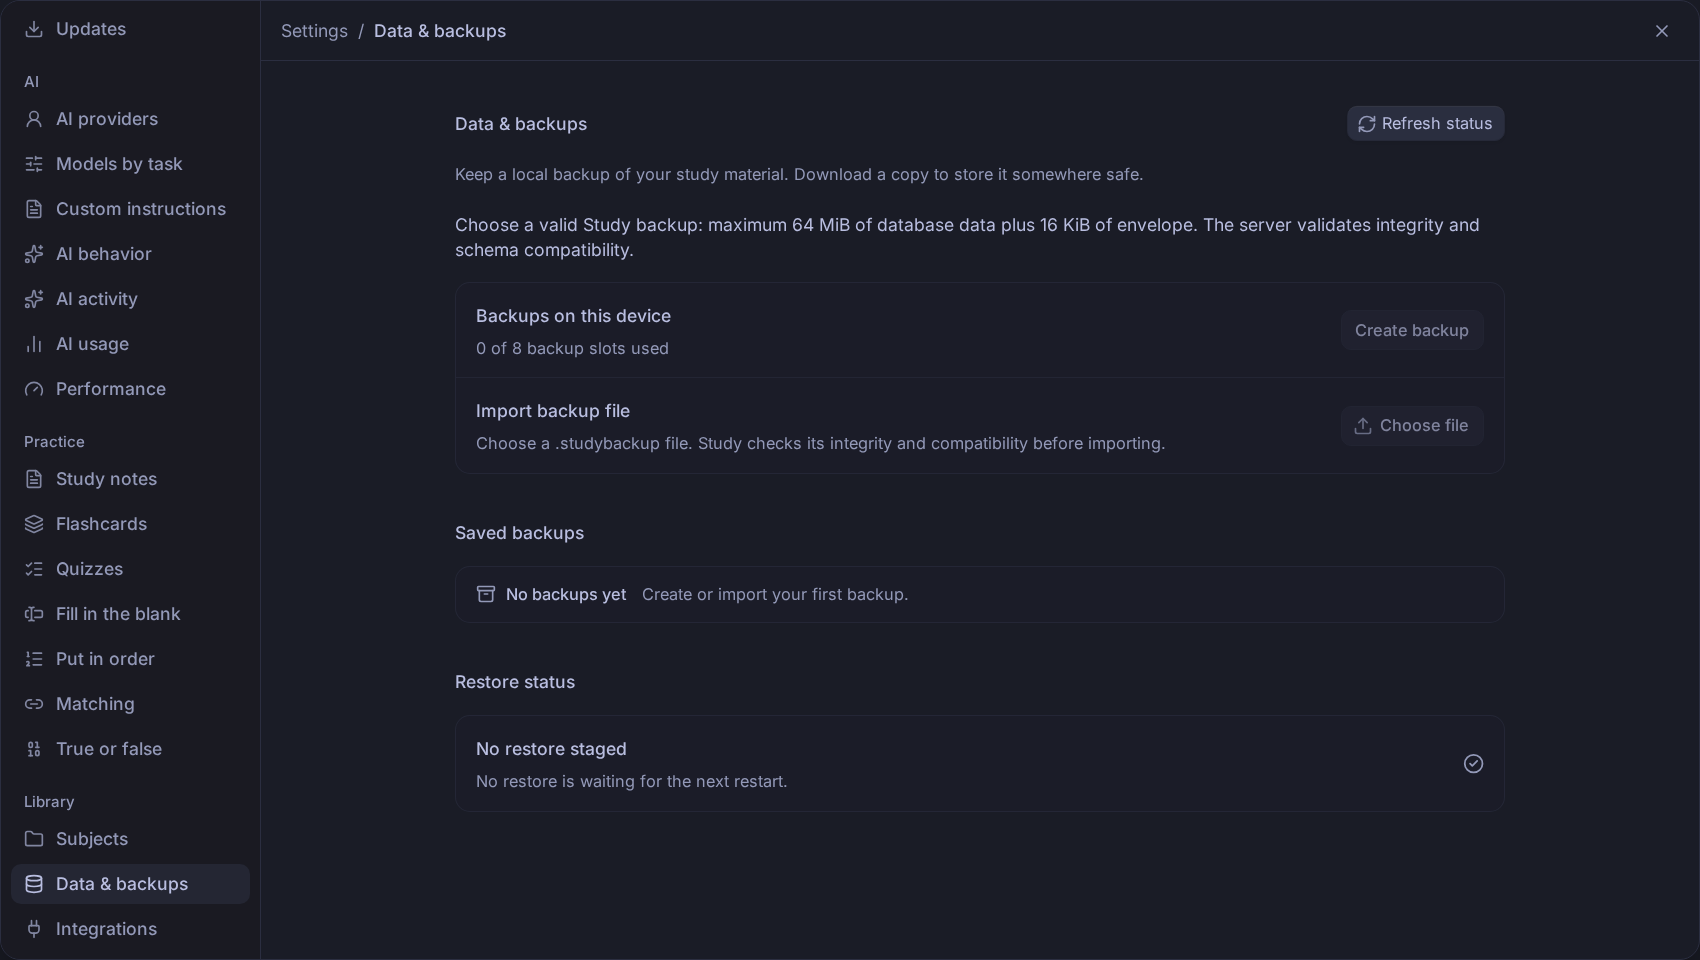 Updates
AI
AI providers
Models by task
Custom instructions
AI behavior
AI activity
AI usage
Performance
Practice
Study notes
Flashcards
Quizzes
Fill in the blank
Put in order
Matching
True or false
Library
Subjects
Data & backups
Integrations
Settings / Data & backups
Data & backups
Refresh status
Keep a local backup of your study material. Download a copy to store it somewhere safe.
Choose a valid Study backup: maximum 64 MiB of database data plus 16 KiB of envelope. The server validates integrity and
schema compatibility.
Backups on this device
0 of 8 backup slots used
Create backup
Import backup file
Choose a .studybackup file. Study checks its integrity and compatibility before importing.
Choose file
Saved backups
No backups yet Create or import your first backup.
Restore status
No restore staged
No restore is waiting for the next restart.